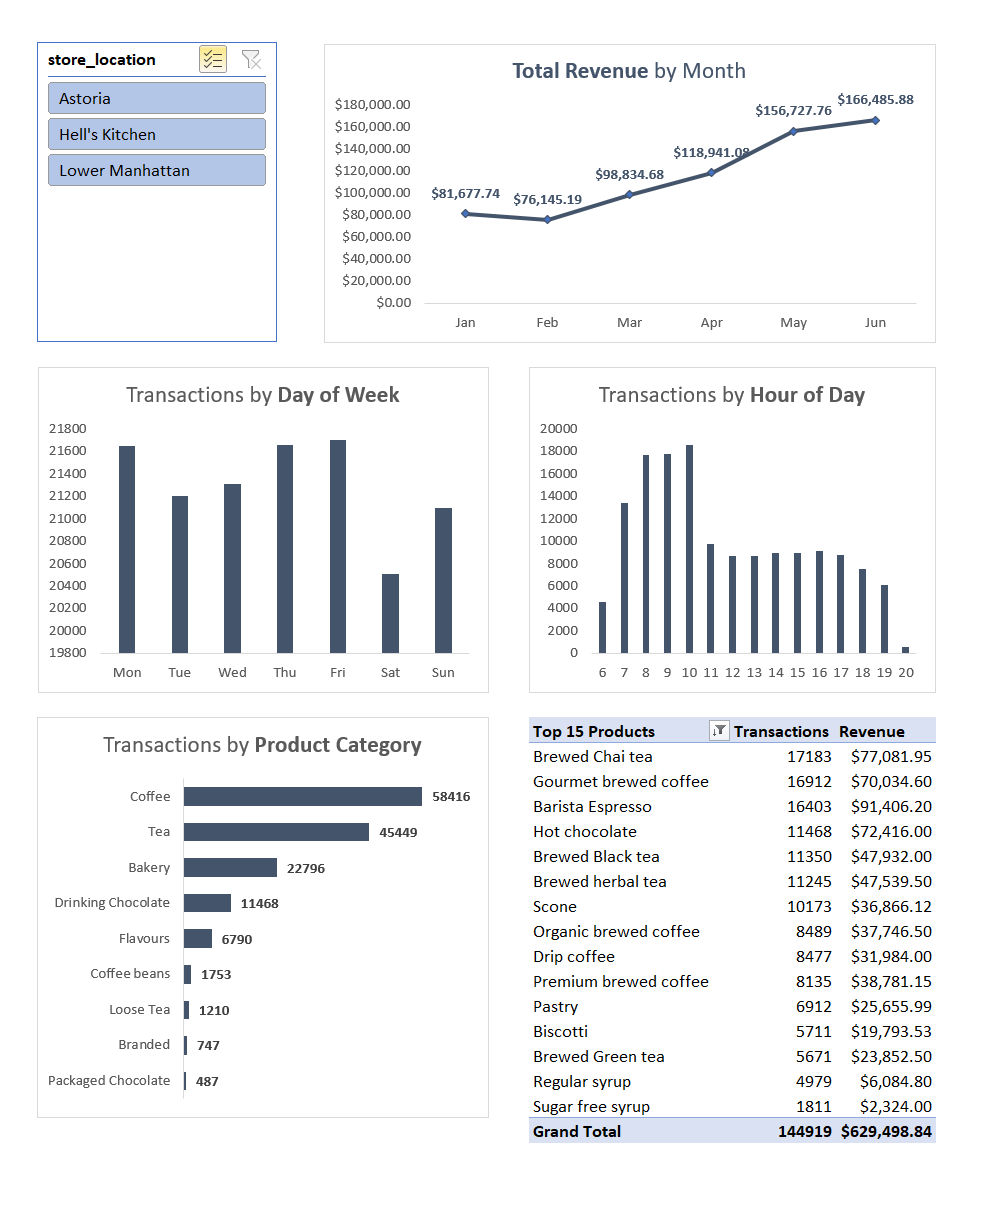 store_location
Astoria
Hell's Kitchen
Lower Manhattan
Total Revenue by Month
$180,000.00
$160,000.00
$140,000.00
$120,000.00
$100,000.00
$80,000.00
$60,000.00
$40,000.00
$20,000.00
$0.00
$81,677.74
$76,145.19
$98,834.68
$118,941.08
$156,727.76
$166,485.88
Jan Feb Mar Apr May Jun
Transactions by Day of Week
21800
21600
21400
21200
21000
20800
20600
20400
20200
20000
19800
Mon Tue Wed Thu Fri Sat Sun
Transactions by Hour of Day
20000
18000
16000
14000
12000
10000
8000
6000
4000
2000
0
6 7 8 9 10 11 12 13 14 15 16 17 18 19 20
Transactions by Product Category
Coffee 58416
Tea 45449
Bakery 22796
Drinking Chocolate 11468
Flavours 6790
Coffee beans 1753
Loose Tea 1210
Branded 747
Packaged Chocolate 487
Top 15 Products Transactions Revenue
Brewed Chai tea 17183 $77,081.95
Gourmet brewed coffee 16912 $70,034.60
Barista Espresso 16403 $91,406.20
Hot chocolate 11468 $72,416.00
Brewed Black tea 11350 $47,932.00
Brewed herbal tea 11245 $47,539.50
Scone 10173 $36,866.12
Organic brewed coffee 8489 $37,746.50
Drip coffee 8477 $31,984.00
Premium brewed coffee 8135 $38,781.15
Pastry 6912 $25,655.99
Biscotti 5711 $19,793.53
Brewed Green tea 5671 $23,852.50
Regular syrup 4979 $6,084.80
Sugar free syrup 1811 $2,324.00
Grand Total 144919 $629,498.84